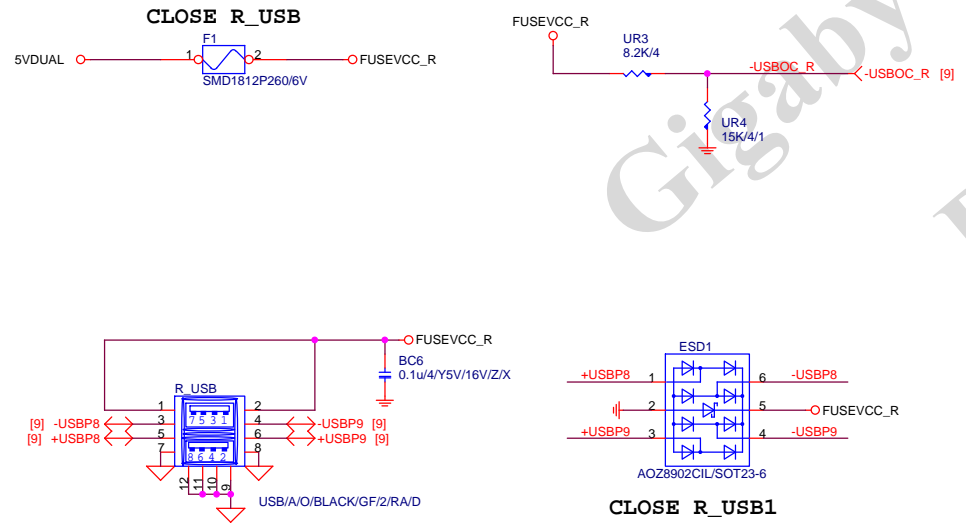 CLOSE R_USB
F1
5VDUAL 1 2 FUSEVCC_R
SMD1812P260/6V
FUSEVCC_R
UR3
8.2K/4
-USBOC_R -USBOC_R [9]
UR4
15K/4/1
Gigaby
FUSEVCC_R
BC6
0.1u/4/Y5V/16V/Z/X
R_USB
1 2
[9] -USBP8 3 7 5 3 1 4 -USBP9 [9]
[9] +USBP8 5 6 +USBP9 [9]
7 8 6 4 2 8
12 11 10 9
USB/A/O/BLACK/GF/2/RA/D
ESD1
+USBP8 1 6 -USBP8
2 5 FUSEVCC_R
+USBP9 3 4 -USBP9
AOZ8902CIL/SOT23-6
CLOSE R_USB1